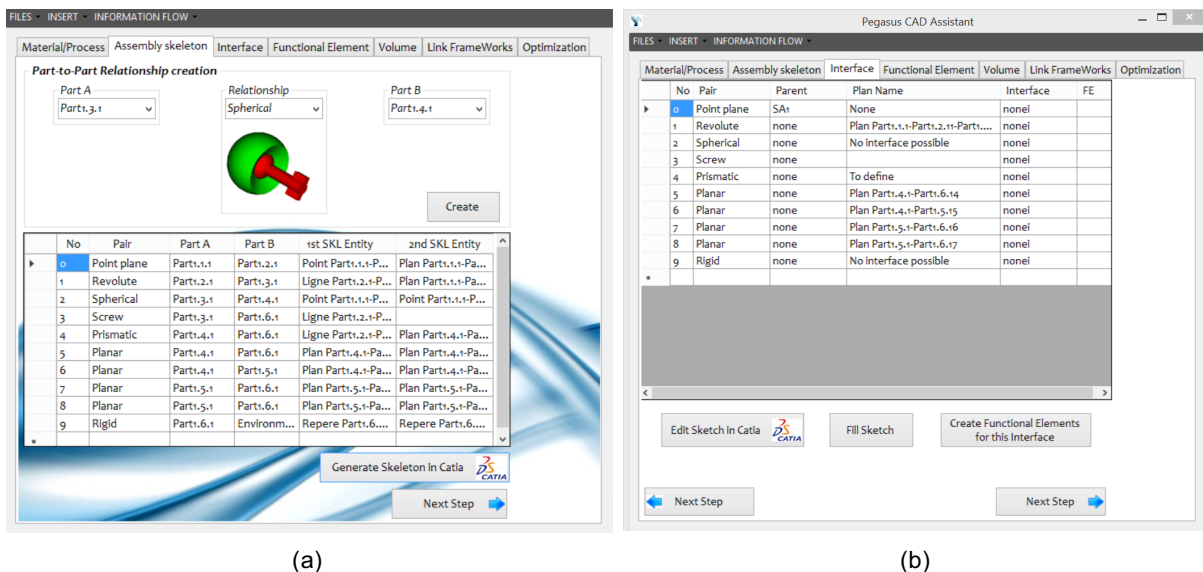 FILES INSERT INFORMATION FLOW
Material/Process Assembly skeleton Interface Functional Element Volume Link FrameWorks Optimization
Part-to-Part Relationship creation
Part A Relationship Part B
Part1.3.1 Spherical Part1.4.1
Create
No Pair Part A Part B 1st SKL Entity 2nd SKL Entity
0 Point plane Part1.1.1 Part1.2.1 Point Part1.1.1-P... Plan Part1.1.1-Pa...
1 Revolute Part1.2.1 Part1.3.1 Ligne Part1.2.1-P... Plan Part1.1.1-Pa...
2 Spherical Part1.3.1 Part1.4.1 Point Part1.1.1-P... Point Part1.1.1-P...
3 Screw Part1.3.1 Part1.6.1 Ligne Part1.2.1-P...
4 Prismatic Part1.4.1 Part1.6.1 Ligne Part1.2.1-P... Plan Part1.4.1-Pa...
5 Planar Part1.4.1 Part1.6.1 Plan Part1.4.1-Pa... Plan Part1.4.1-Pa...
6 Planar Part1.4.1 Part1.5.1 Plan Part1.4.1-Pa... Plan Part1.4.1-Pa...
7 Planar Part1.5.1 Part1.6.1 Plan Part1.5.1-Pa... Plan Part1.5.1-Pa...
8 Planar Part1.5.1 Part1.6.1 Plan Part1.5.1-Pa... Plan Part1.5.1-Pa...
9 Rigid Part1.6.1 Environm... Repere Part1.6.... Repere Part1.6....
Generate Skeleton in Catia CATIA
Next Step
(a)
Pegasus CAD Assistant
FILES INSERT INFORMATION FLOW
Material/Process Assembly skeleton Interface Functional Element Volume Link FrameWorks Optimization
No Pair Parent Plan Name Interface FE
0 Point plane SA1 None nonei
1 Revolute none Plan Part1.1.1-Part1.2.11-Part1.... nonei
2 Spherical none No interface possible nonei
3 Screw none nonei
4 Prismatic none To define nonei
5 Planar none Plan Part1.4.1-Part1.6.14 nonei
6 Planar none Plan Part1.4.1-Part1.5.15 nonei
7 Planar none Plan Part1.5.1-Part1.6.16 nonei
8 Planar none Plan Part1.5.1-Part1.6.17 nonei
9 Rigid none No interface possible nonei
Edit Sketch in Catia CATIA Fill Sketch Create Functional Elements
for this Interface
Next Step Next Step
(b)